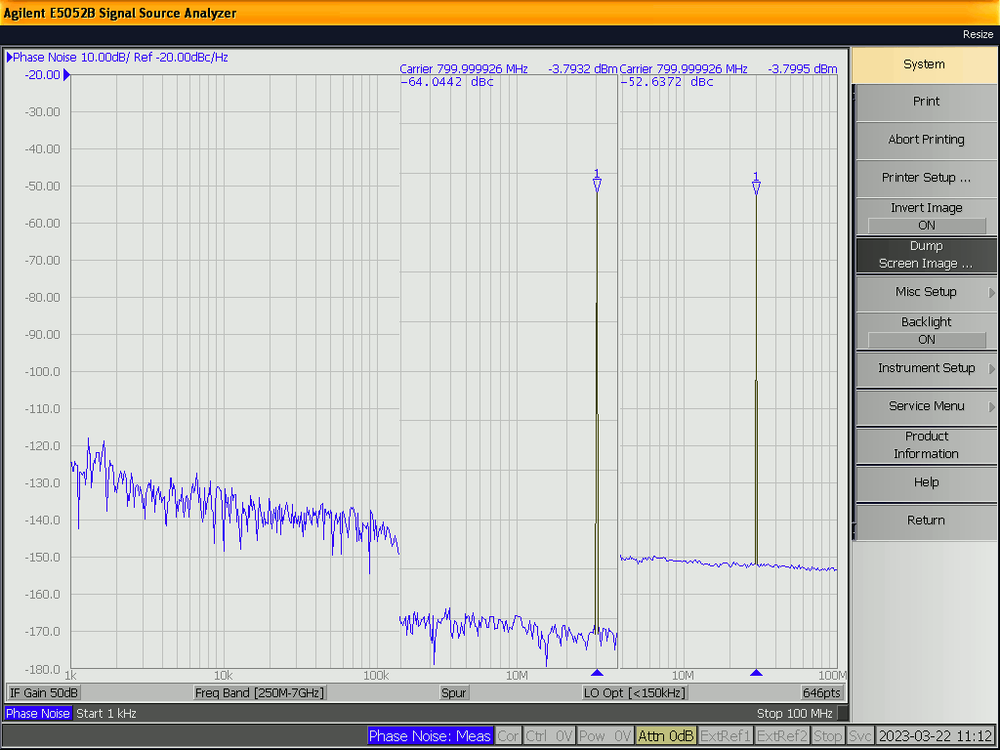 Agilent E5052B Signal Source Analyzer
Resize
Phase Noise 10.00dB/ Ref -20.00dBc/Hz
Carrier 799.999926 MHz -3.7932 dBm Carrier 799.999926 MHz -3.7995 dBm
-64.0442 dBc -52.6372 dBc
-20.00
-30.00
-40.00
-50.00
-60.00
-70.00
-80.00
-90.00
-100.0
-110.0
-120.0
-130.0
-140.0
-150.0
-160.0
-170.0
-180.0
1 1
1k 10k 100k 10M 10M 100M
IF Gain 50dB Freq Band [250M-7GHz] Spur LO Opt [<150kHz] 646pts
Phase Noise Start 1 kHz Stop 100 MHz
System
Print
Abort Printing
Printer Setup ...
Invert Image
ON
Dump
Screen Image ...
Misc Setup
Backlight
ON
Instrument Setup
Service Menu
Product
Information
Help
Return
Phase Noise: Meas Cor Ctrl 0V Pow 0V Attn 0dB ExtRef1 ExtRef2 Stop Svc 2023-03-22 11:12